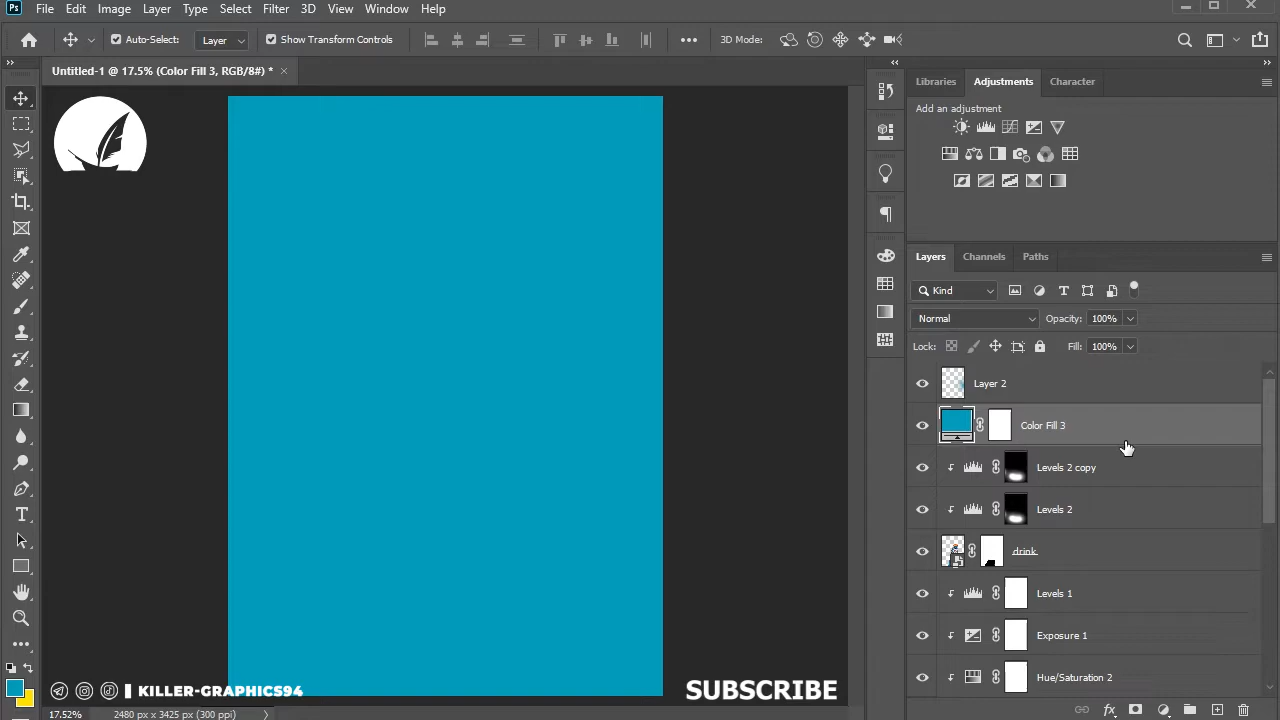 Ps File Edit Image Layer Type Select Filter 3D View Window Help
Auto-Select: Layer Show Transform Controls 3D Mode:
Untitled-1 @ 17.5% (Color Fill 3, RGB/8#) *
Libraries Adjustments Character
Add an adjustment
Layers Channels Paths
Kind
Normal Opacity: 100%
Lock: Fill: 100%
Layer 2
Color Fill 3
Levels 2 copy
Levels 2
drink
Levels 1
Exposure 1
Hue/Saturation 2
KILLER-GRAPHICS94
SUBSCRIBE
17.52% 2480 px x 3425 px (300 ppi)